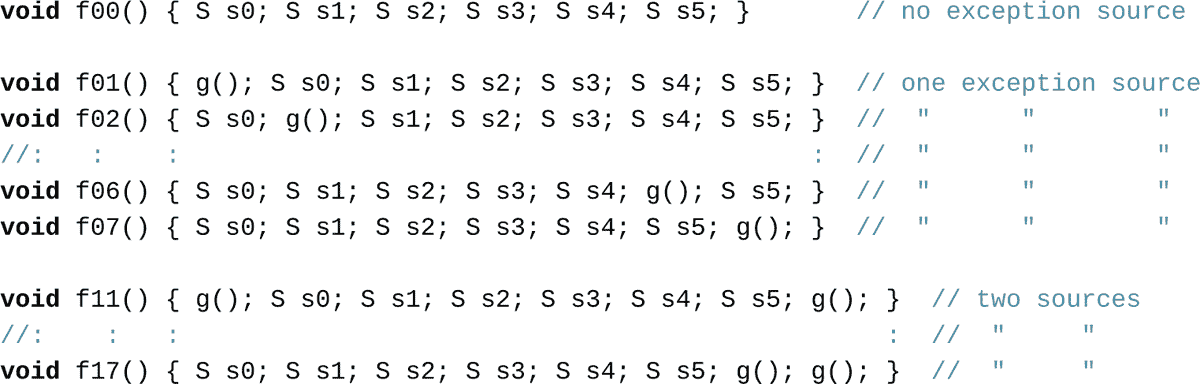 void f00() { S s0; S s1; S s2; S s3; S s4; S s5; }       // no exception source
void f01() { g(); S s0; S s1; S s2; S s3; S s4; S s5; }  // one exception source
void f02() { S s0; g(); S s1; S s2; S s3; S s4; S s5; }  //  "      "        "
//:   :    :                                          :  //  "      "        "
void f06() { S s0; S s1; S s2; S s3; S s4; g(); S s5; }  //  "      "        "
void f07() { S s0; S s1; S s2; S s3; S s4; S s5; g(); }  //  "      "        "
void f11() { g(); S s0; S s1; S s2; S s3; S s4; S s5; g(); }  // two sources
//:    :   :                                               :  //  "     "
void f17() { S s0; S s1; S s2; S s3; S s4; S s5; g(); g(); }  //  "     "